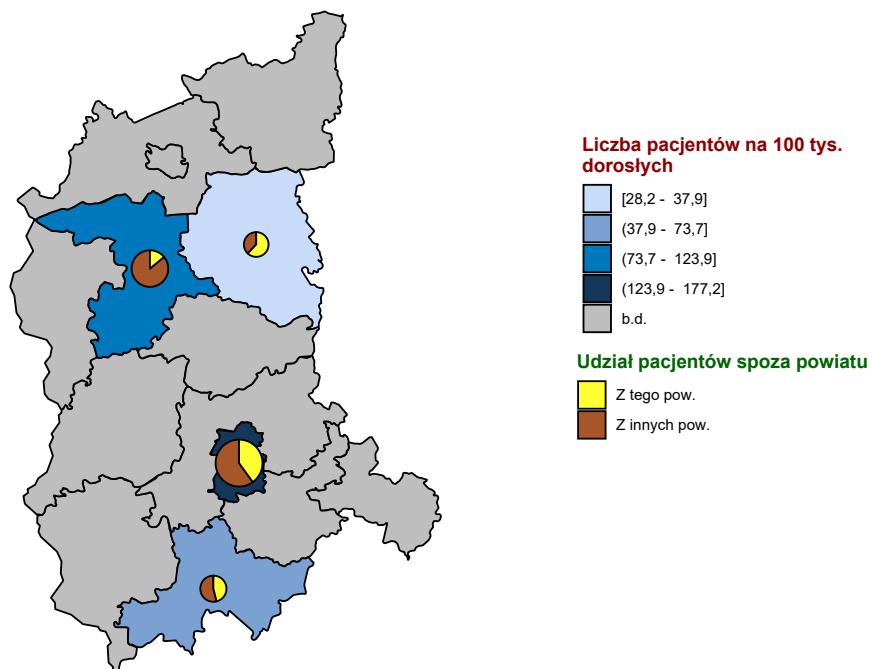 Liczba pacjentów na 100 tys.
dorosłych
[28,2 - 37,9]
(37,9 - 73,7]
(73,7 - 123,9]
(123,9 - 177,2]
b.d.
Udział pacjentów spoza powiatu
Z tego pow.
Z innych pow.